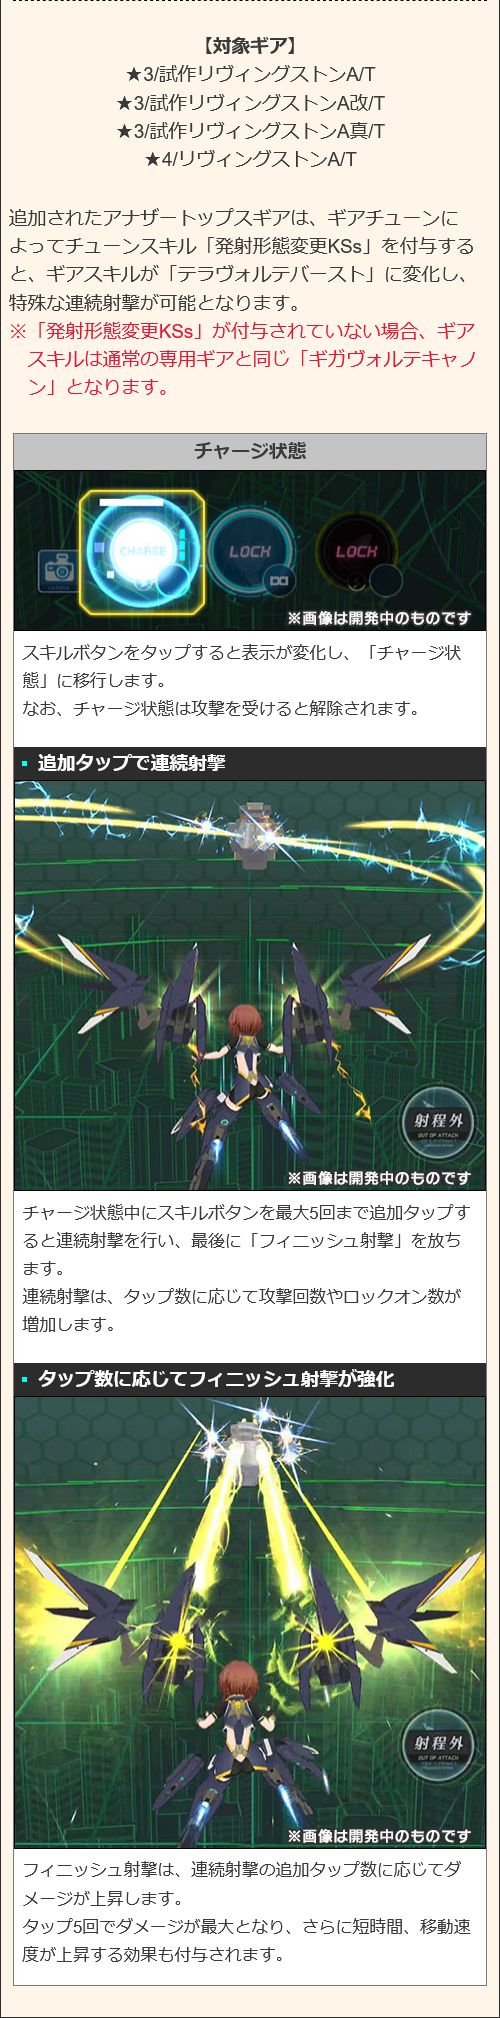 【対象ギア】
★3/試作リヴィングストンA/T
★3/試作リヴィングストンA改/T
★3/試作リヴィングストンA真/T
★4/リヴィングストンA/T
追加されたアナザートップスギアは、ギアチューンに
よってチューンスキル「発射形態変更KSs」を付与する
と、ギアスキルが「テラヴォルテバースト」に変化し、
特殊な連続射撃が可能となります。
※「発射形態変更KSs」が付与されていない場合、ギア
スキルは通常の専用ギアと同じ「ギガヴォルテキャノ
ン」となります。
チャージ状態
CHARGE
LOCK
LOCK
CAMERA
※画像は開発中のものです
スキルボタンをタップすると表示が変化し、「チャージ状
態」に移行します。
なお、チャージ状態は攻撃を受けると解除されます。
追加タップで連続射撃
射程外
OUT OF ATTACK
※画像は開発中のものです
チャージ状態中にスキルボタンを最大5回まで追加タップす
ると連続射撃を行い、最後に「フィニッシュ射撃」を放ち
ます。
連続射撃は、タップ数に応じて攻撃回数やロックオン数が
増加します。
タップ数に応じてフィニッシュ射撃が強化
射程外
OUT OF ATTACK
※画像は開発中のものです
フィニッシュ射撃は、連続射撃の追加タップ数に応じてダ
メージが上昇します。
タップ5回でダメージが最大となり、さらに短時間、移動速
度が上昇する効果も付与されます。